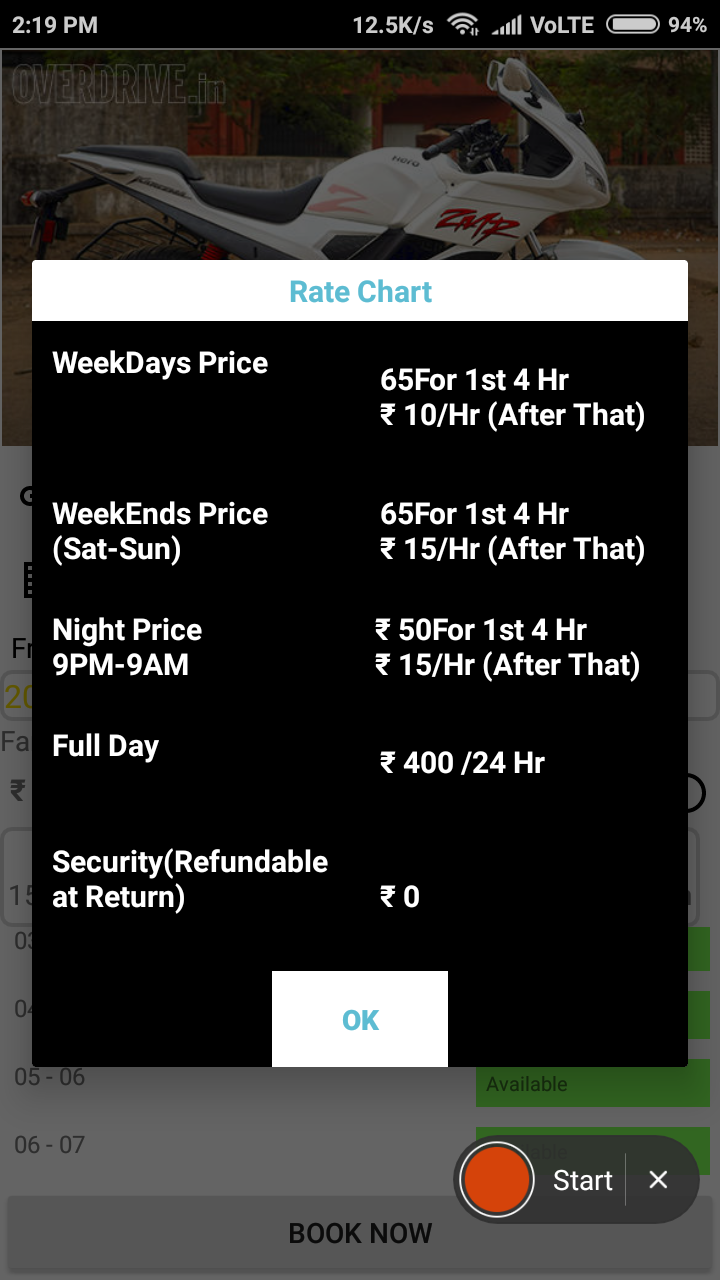 2:19 PM
12.5K/s
VoLTE
94%
OVERDRIVE.in
Hero
ZMR
Rate Chart
WeekDays Price
65For 1st 4 Hr
₹ 10/Hr (After That)
WeekEnds Price
(Sat-Sun)
65For 1st 4 Hr
₹ 15/Hr (After That)
Night Price
9PM-9AM
₹ 50For 1st 4 Hr
₹ 15/Hr (After That)
Full Day
₹ 400 /24 Hr
Security(Refundable
at Return)
₹ 0
OK
₹
05 - 06
Available
06 - 07
Start
BOOK NOW